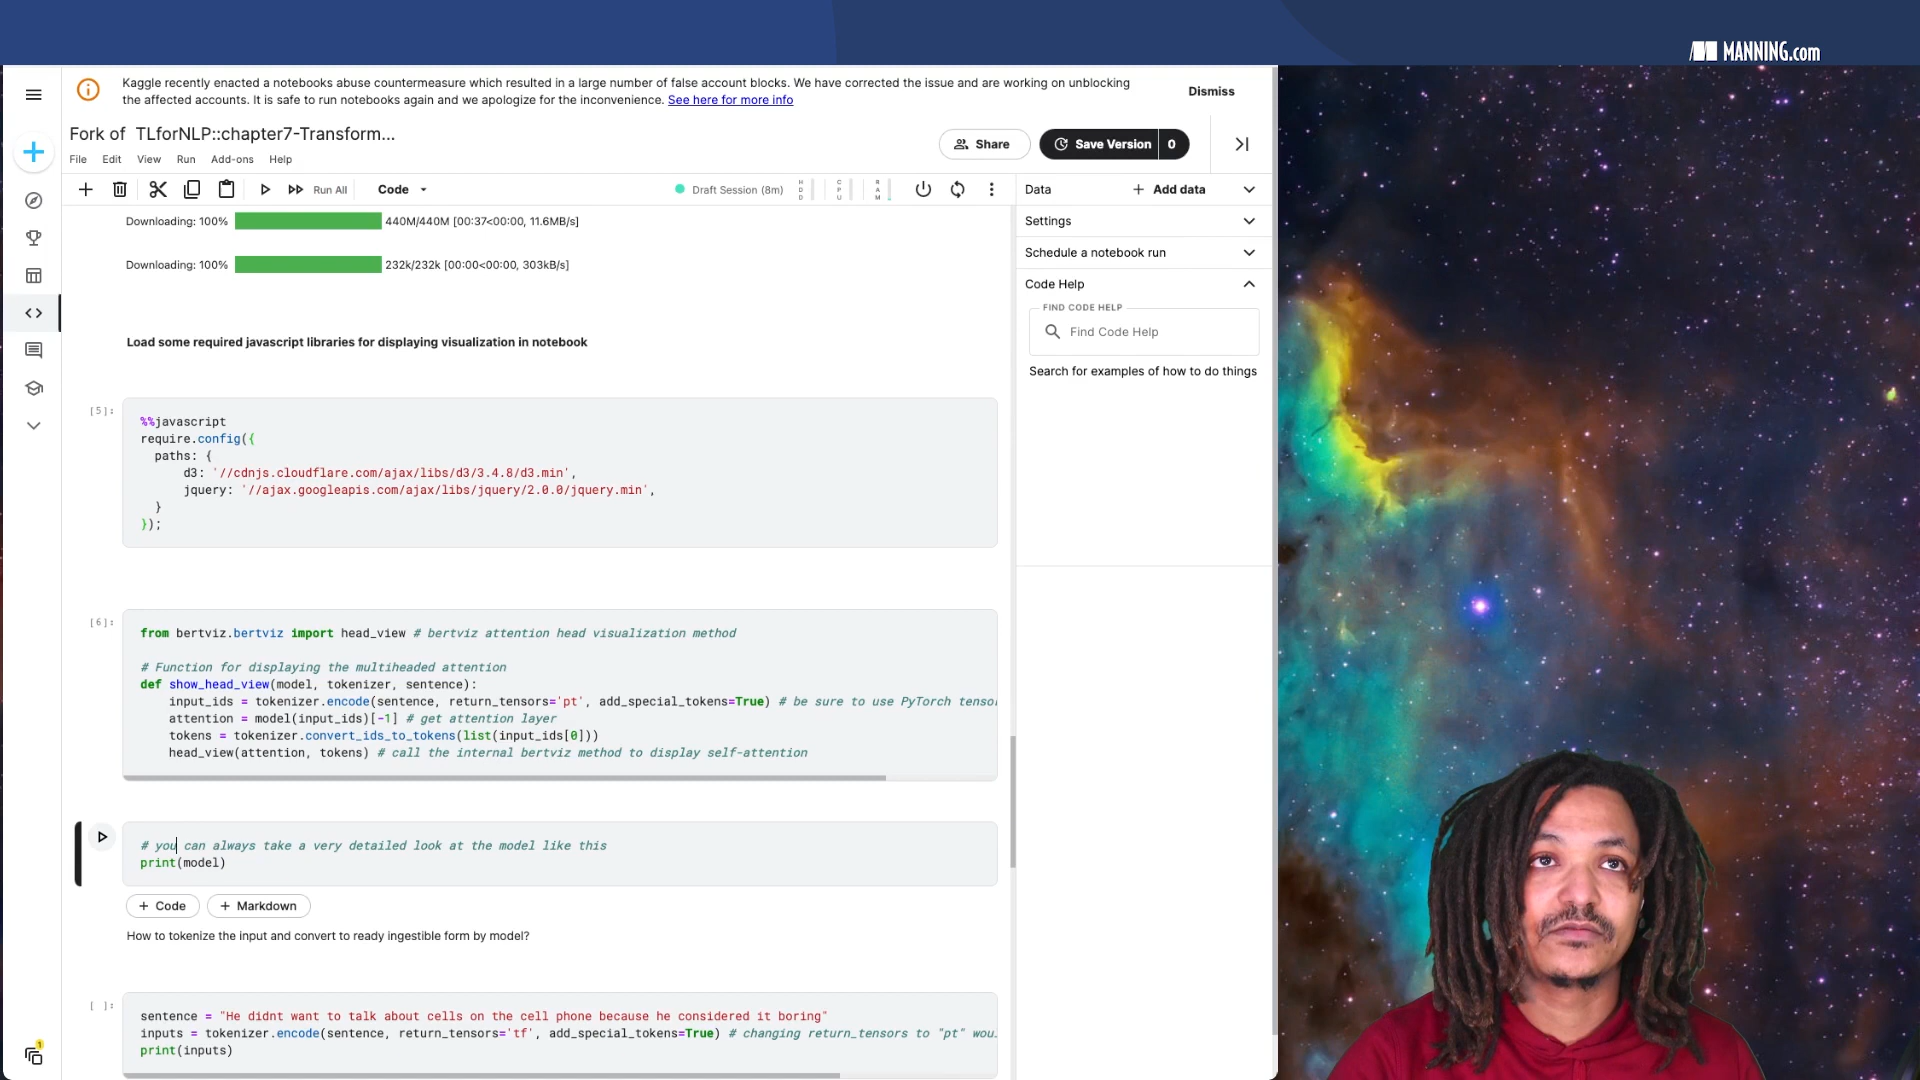 MANNING.com
Kaggle recently enacted a notebooks abuse countermeasure which resulted in a large number of false account blocks. We have corrected the issue and are working on unblocking
the affected accounts. It is safe to run notebooks again and we apologize for the inconvenience. See here for more info
Dismiss
Fork of TLforNLP::chapter7-Transform...
Share
Save Version 0
File Edit View Run Add-ons Help
Run All
Code
Draft Session (8m)
HDD
CPU
RAM
Data
Add data
Downloading: 100% 440M/440M [00:37<00:00, 11.6MB/s]
Settings
Downloading: 100% 232k/232k [00:00<00:00, 303kB/s]
Schedule a notebook run
Code Help
FIND CODE HELP
Find Code Help
Search for examples of how to do things
Load some required javascript libraries for displaying visualization in notebook
[5]:
%%javascript
require.config({
paths: {
d3: '//cdnjs.cloudflare.com/ajax/libs/d3/3.4.8/d3.min',
jquery: '//ajax.googleapis.com/ajax/libs/jquery/2.0.0/jquery.min',
}
});
[6]:
from bertviz.bertviz import head_view # bertviz attention head visualization method
# Function for displaying the multiheaded attention
def show_head_view(model, tokenizer, sentence):
input_ids = tokenizer.encode(sentence, return_tensors='pt', add_special_tokens=True) # be sure to use PyTorch tensor
attention = model(input_ids)[-1] # get attention layer
tokens = tokenizer.convert_ids_to_tokens(list(input_ids[0]))
head_view(attention, tokens) # call the internal bertviz method to display self-attention
# you can always take a very detailed look at the model like this
print(model)
+ Code
+ Markdown
How to tokenize the input and convert to ready ingestible form by model?
[ ]:
sentence = "He didnt want to talk about cells on the cell phone because he considered it boring"
inputs = tokenizer.encode(sentence, return_tensors='tf', add_special_tokens=True) # changing return_tensors to "pt" wou
print(inputs)
1